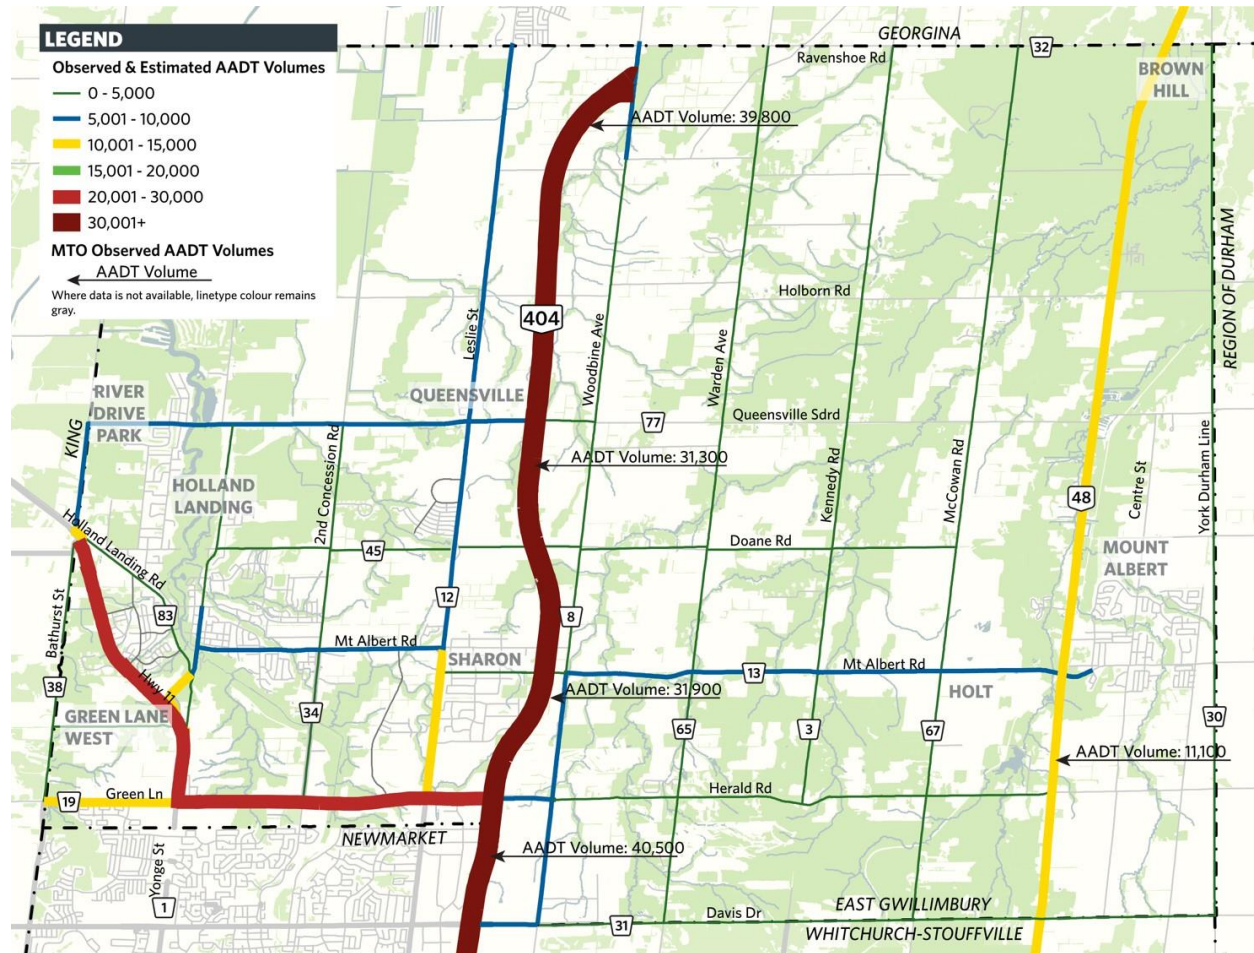 LEGEND
Observed & Estimated AADT Volumes
0 - 5,000
5,001 - 10,000
10,001 - 15,000
15,001 - 20,000
20,001 - 30,000
30,001+
MTO Observed AADT Volumes
AADT Volume
Where data is not available, linetype colour remains
gray.
GEORGINA
32
Ravenshoe Rd
BROWN
HILL
AADT Volume: 39,800
REGION OF DURHAM
Holborn Rd
404
Leslie St
Woodbine Ave
Warden Ave
RIVER
DRIVE
PARK
QUEENSVILLE
Queensville Sdrd
77
KING
2nd Concession Rd
AADT Volume: 31,300
Kennedy Rd
McCowan Rd
48
Centre St
York Durham Line
HOLLAND
LANDING
Holland Landing Rd
45
Doane Rd
MOUNT
ALBERT
Bathurst St
83
12
8
Mt Albert Rd
SHARON
13
Mt Albert Rd
38
Hwy 11
AADT Volume: 31,900
HOLT
GREEN LANE
WEST
34
65
3
67
30
AADT Volume: 11,100
19
Green Ln
Herald Rd
NEWMARKET
AADT Volume: 40,500
Yonge St
1
31
Davis Dr
EAST GWILLIMBURY
WHITCHURCH-STOUFFVILLE